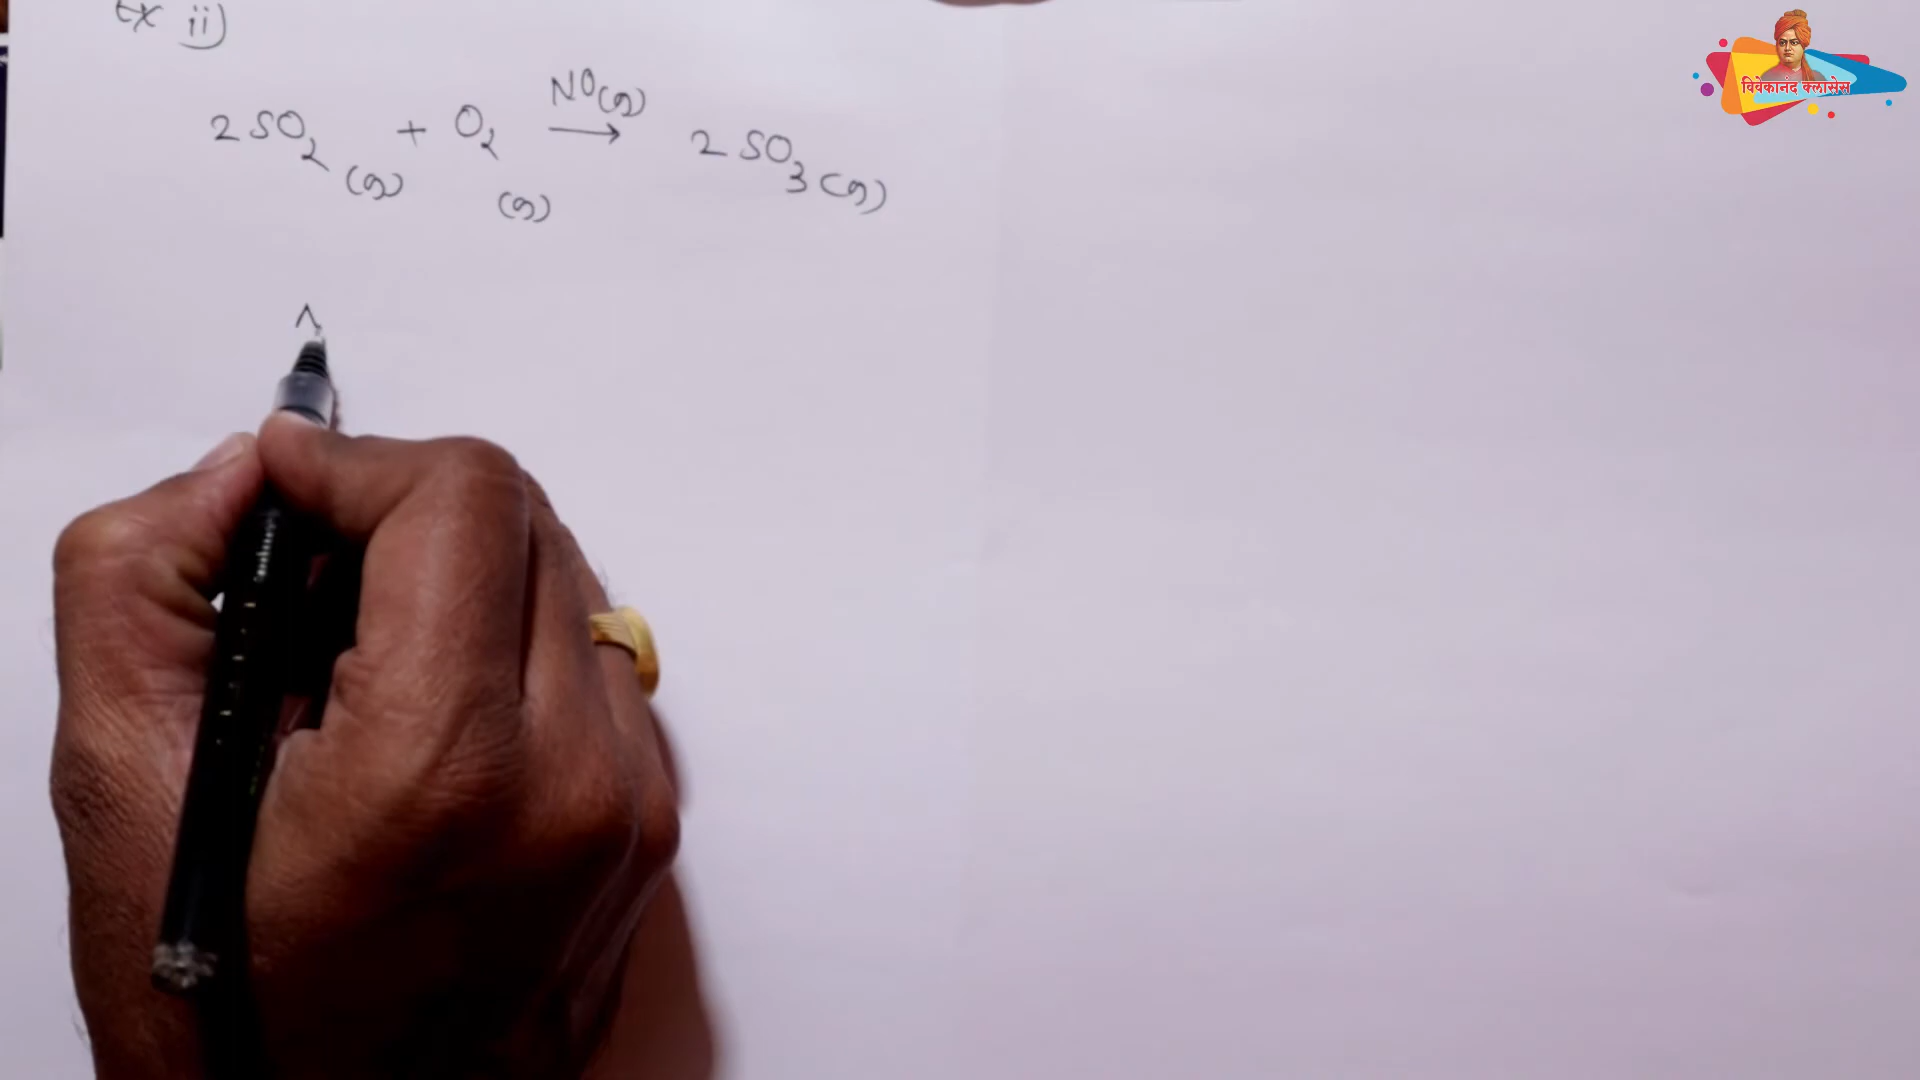 Ex ii)
NO(g)
2SO₂(g) + O₂(g) → 2SO₃(g)
विवेकानंद क्लासेस